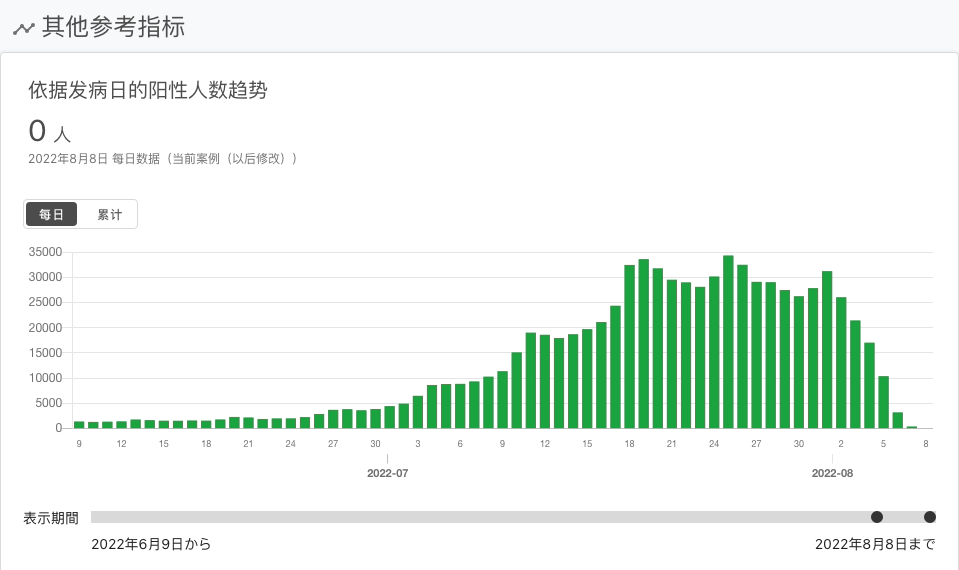 其他参考指标
依据发病日的阳性人数趋势
0 人
2022年8月8日 每日数据（当前案例（以后修改））
每日 累计
35000
30000
25000
20000
15000
10000
5000
0
9 12 15 18 21 24 27 30 3 6 9 12 15 18 21 24 27 30 2 5 8
2022-07 2022-08
表示期間
2022年6月9日から 2022年8月8日まで